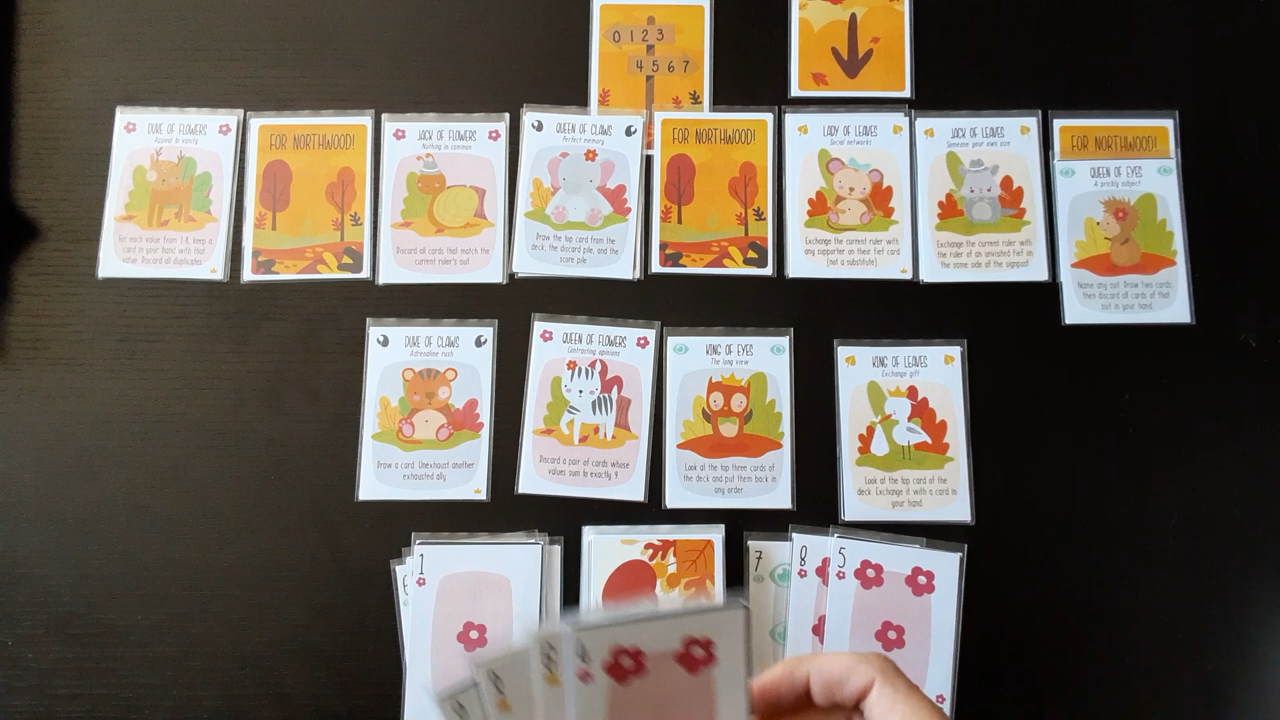 0 1 2 3
4 5 6 7
DUKE OF FLOWERS
Appeal to vanity
For each value from 1-8, keep a
card in your hand with that
value. Discard all duplicates
FOR NORTHWOOD!
JACK OF FLOWERS
Nothing in common
Discard all cards that match the
current ruler's suit.
QUEEN OF CLAWS
Perfect memory
Draw the top card from the
deck, the discard pile, and the
score pile
FOR NORTHWOOD!
LADY OF LEAVES
Social networks
Exchange the current ruler with
any supporter on their fief card
(not a substitute)
JACK OF LEAVES
Someone your own size
Exchange the current ruler with
the ruler of an unvisited fief on
the same side of the signpost
FOR NORTHWOOD!
QUEEN OF EYES
A prickly subject
Name any suit. Draw two cards,
then discard all cards of that
suit in your hand.
DUKE OF CLAWS
Adrenaline rush
Draw a card. Unexhaust another
exhausted ally
QUEEN OF FLOWERS
Contrasting opinions
Discard a pair of cards whose
values sum to exactly 9.
KING OF EYES
The long view
Look at the top three cards of
the deck and put them back in
any order.
KING OF LEAVES
Exchange gift
Look at the top card of the
deck. Exchange it with a card in
your hand.
1
7
8
5